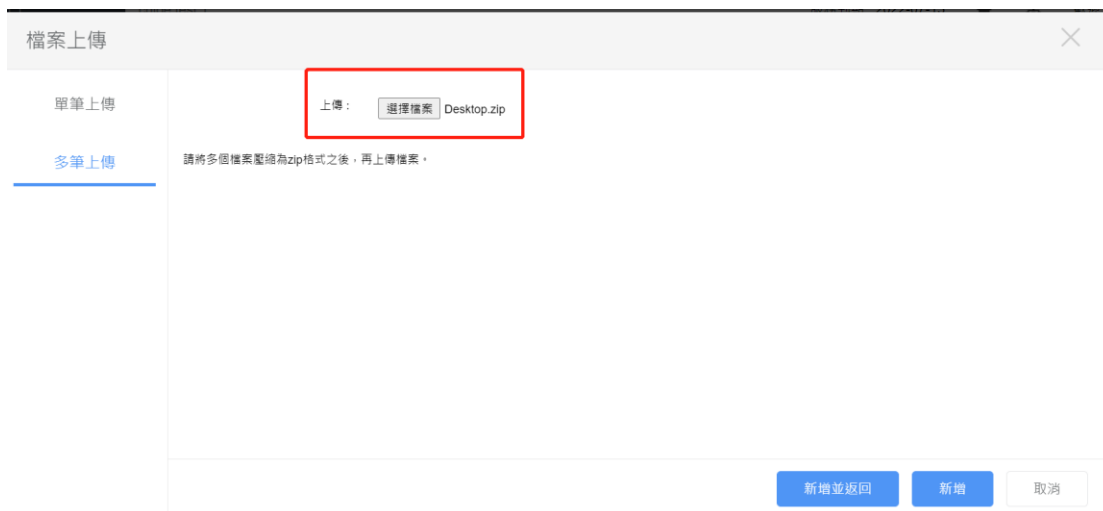 檔案上傳
單筆上傳
多筆上傳
上傳：
選擇檔案 Desktop.zip
請將多個檔案壓縮為zip格式之後，再上傳檔案。
新增並返回
新增
取消